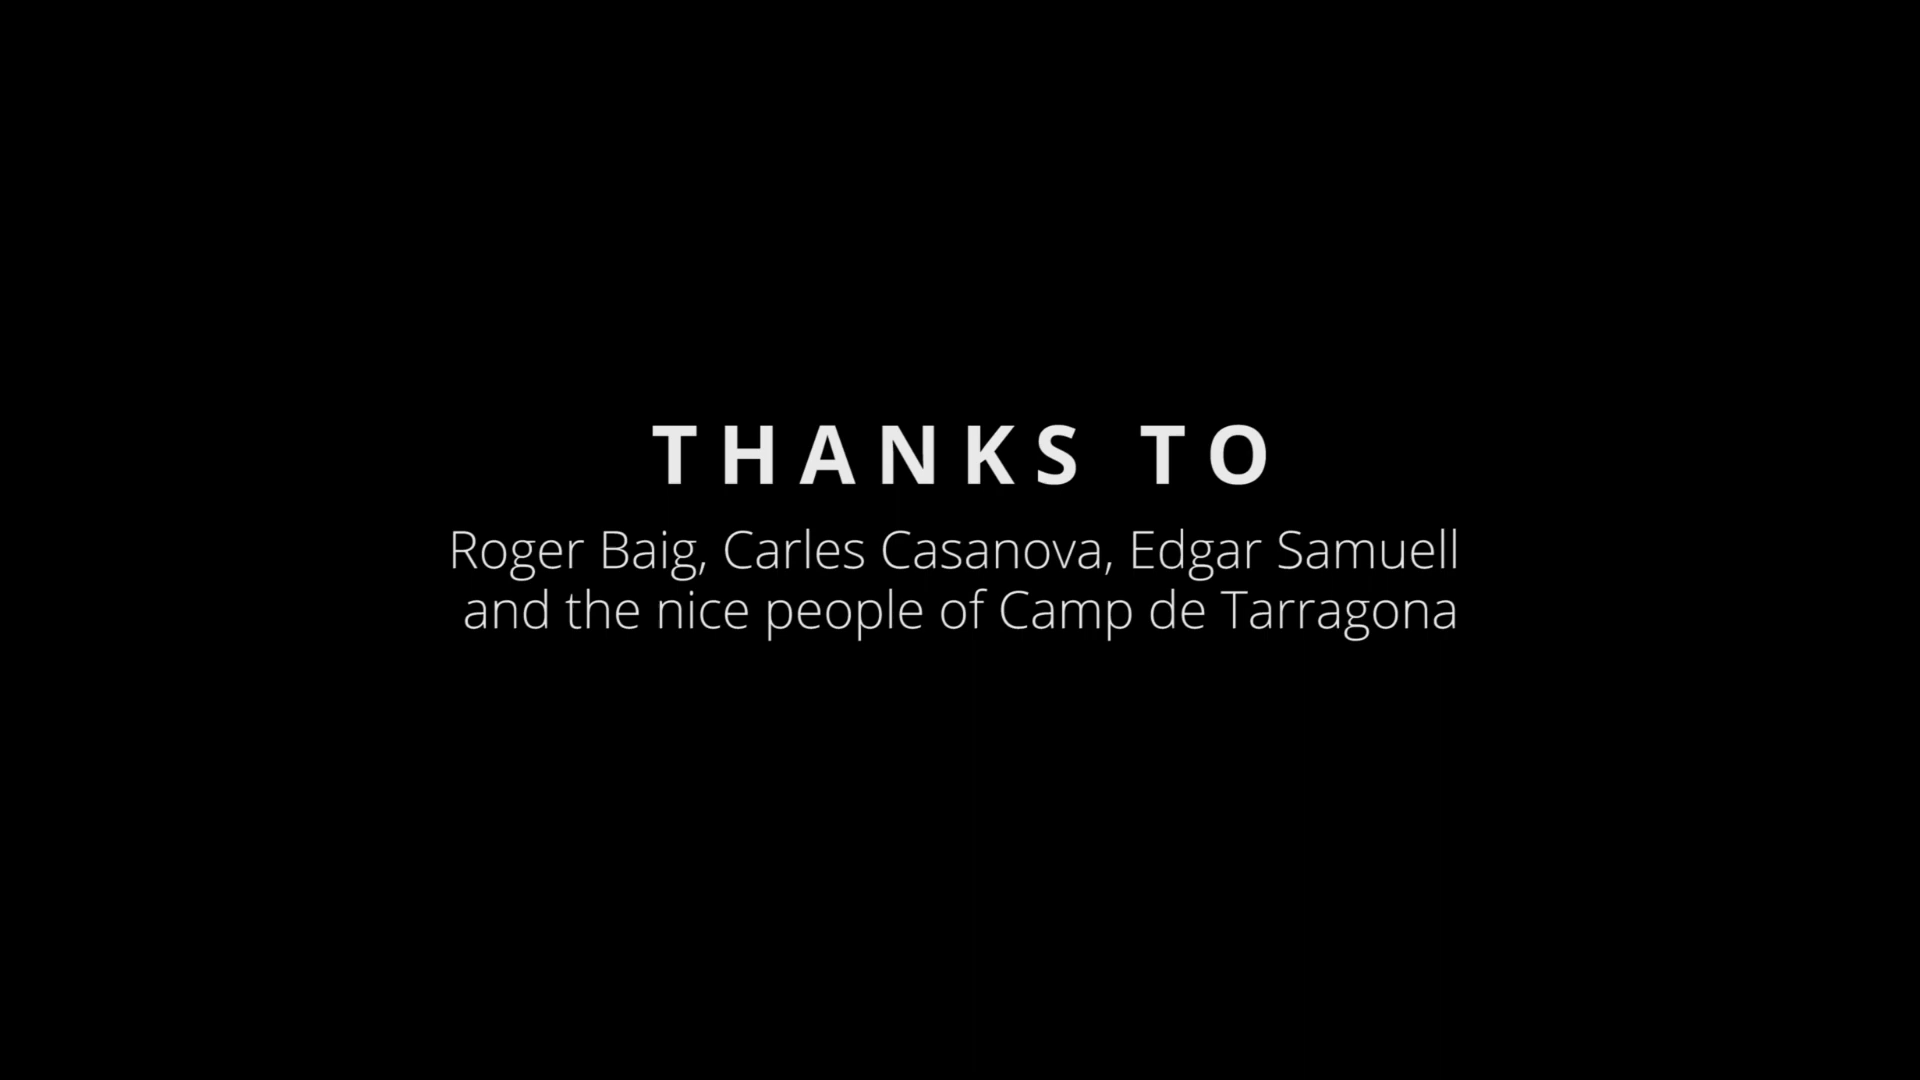 THANKS TO
Roger Baig, Carles Casanova, Edgar Samuell
and the nice people of Camp de Tarragona